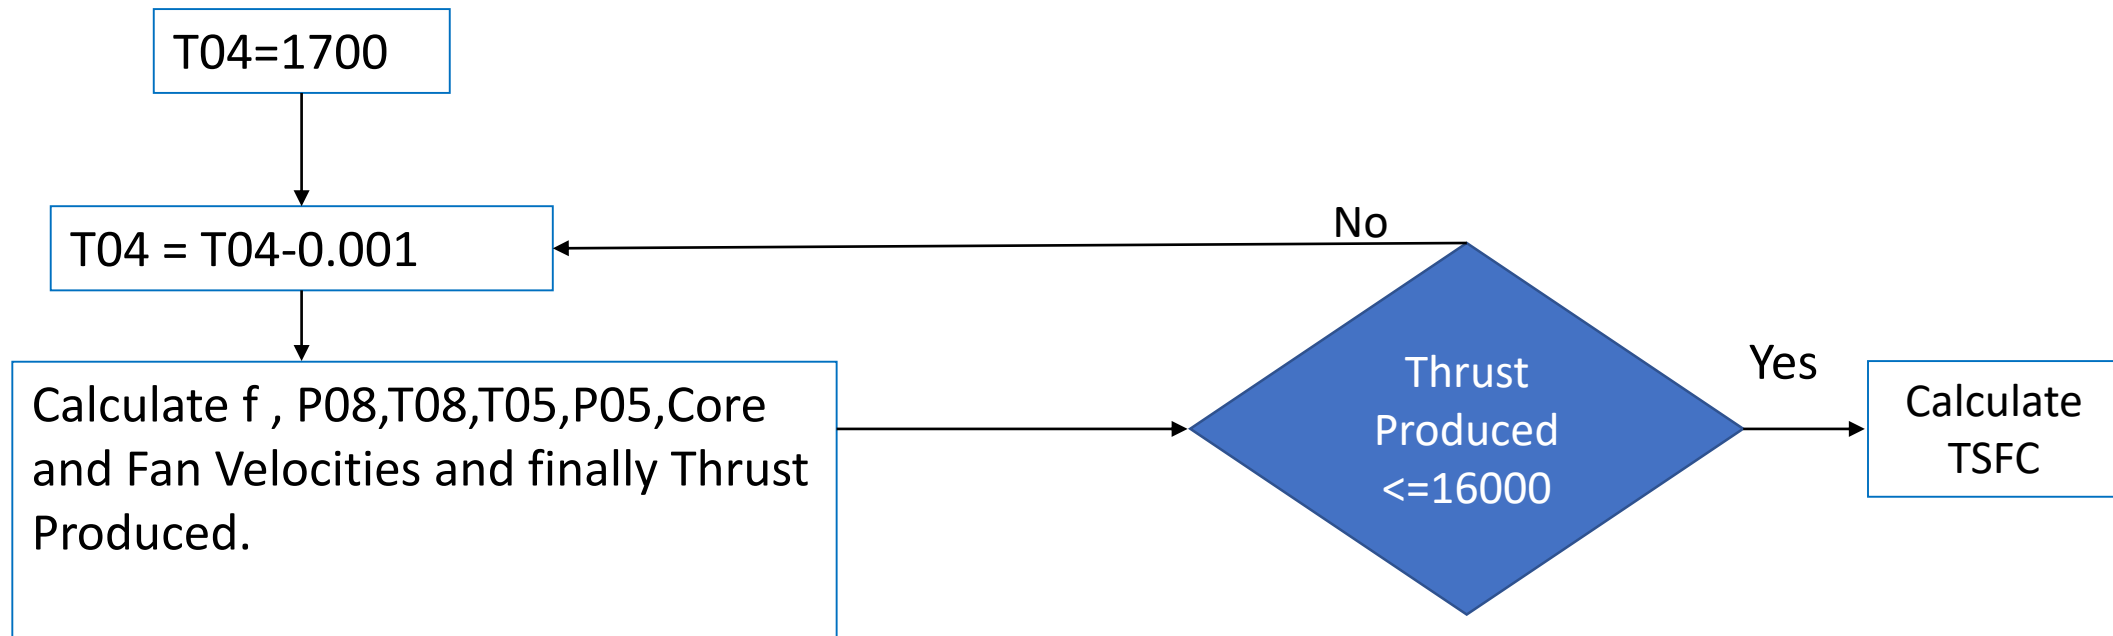 T04=1700
T04 = T04-0.001
No
Calculate f , P08,T08,T05,P05,Core
and Fan Velocities and finally Thrust
Produced.
Thrust
Produced
<=16000
Yes
Calculate
TSFC